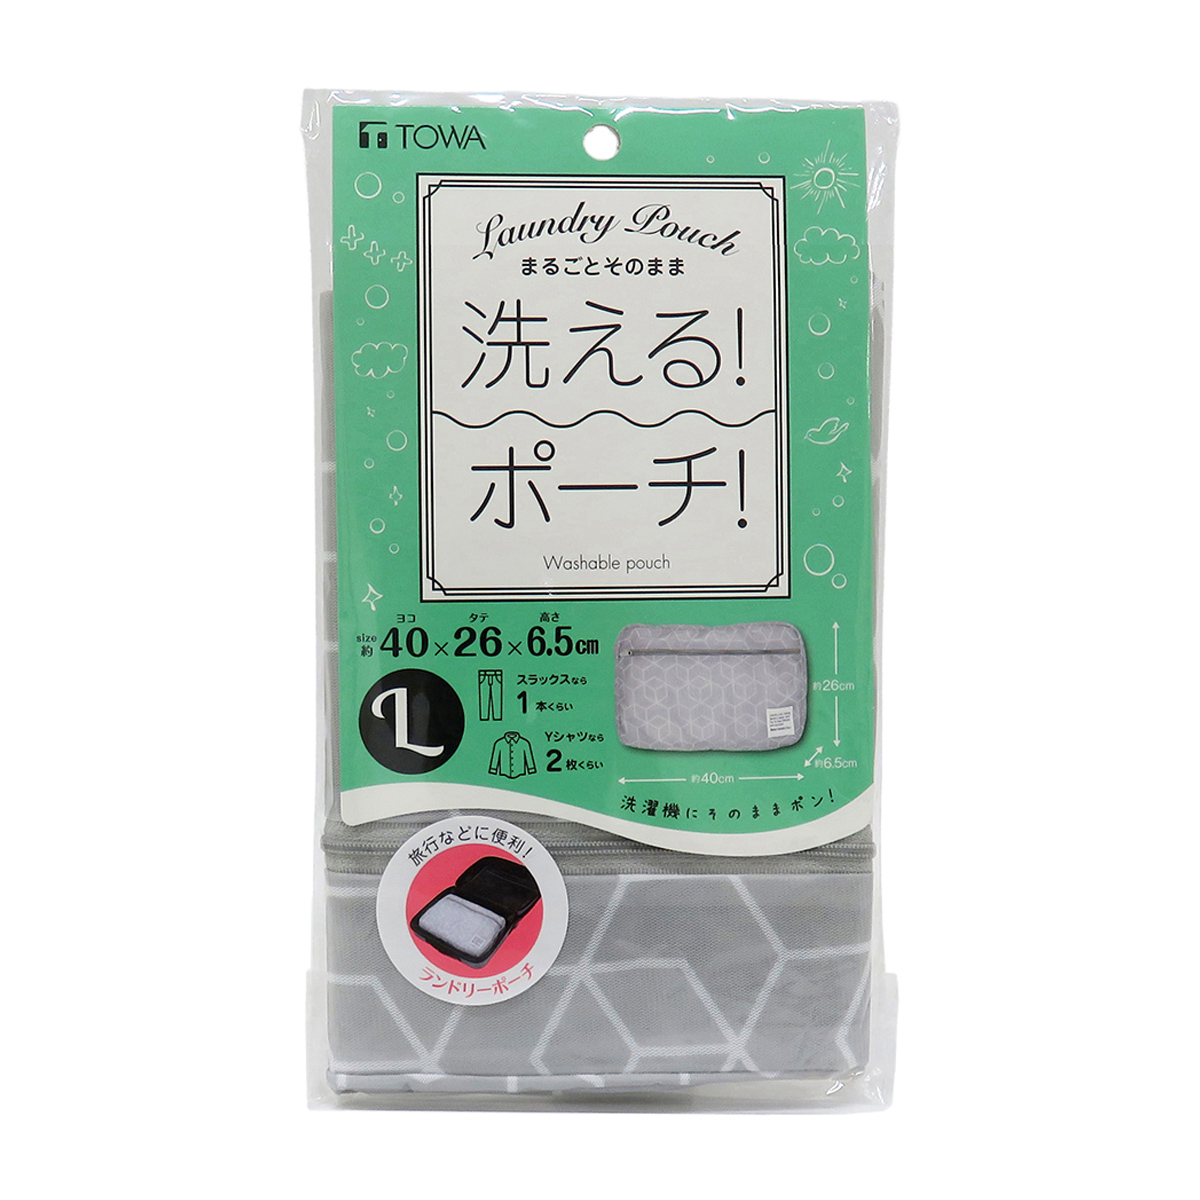 TOWA
Laundry Pouch
まるごとそのまま
洗える!
ポーチ!
Washable pouch
ヨコ タテ 高さ
size 約 40×26×6.5cm
L
スラックスなら
1本くらい
Yシャツなら
2枚くらい
約26cm
約6.5cm
約40cm
洗濯機にそのままポン!
旅行などに便利!
ランドリーポーチ